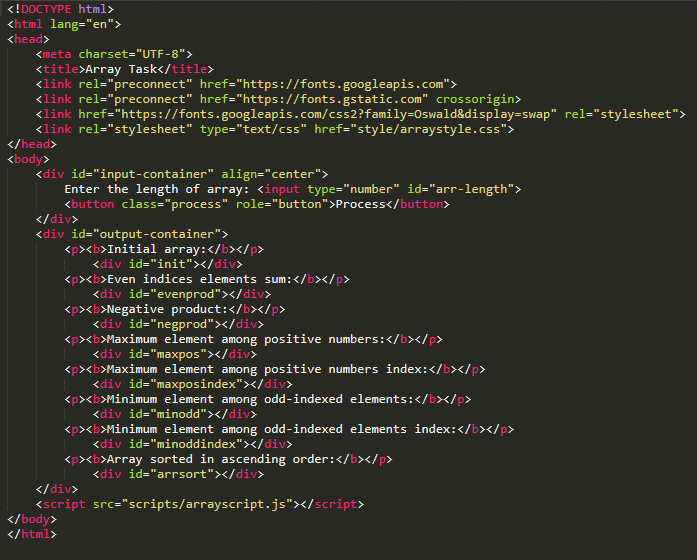 <!DOCTYPE html>
<html lang="en">
<head>
    <meta charset="UTF-8">
    <title>Array Task</title>
    <link rel="preconnect" href="https://fonts.googleapis.com">
    <link rel="preconnect" href="https://fonts.gstatic.com" crossorigin>
    <link href="https://fonts.googleapis.com/css2?family=Oswald&display=swap" rel="stylesheet">
    <link rel="stylesheet" type="text/css" href="style/arraystyle.css">
</head>
<body>
    <div id="input-container" align="center">
        Enter the length of array: <input type="number" id="arr-length">
        <button class="process" role="button">Process</button>
    </div>
    <div id="output-container">
        <p><b>Initial array:</b></p>
            <div id="init"></div>
        <p><b>Even indices elements sum:</b></p>
            <div id="evenprod"></div>
        <p><b>Negative product:</b></p>
            <div id="negprod"></div>
        <p><b>Maximum element among positive numbers:</b></p>
            <div id="maxpos"></div>
        <p><b>Maximum element among positive numbers index:</b></p>
            <div id="maxposindex"></div>
        <p><b>Minimum element among odd-indexed elements:</b></p>
            <div id="minodd"></div>
        <p><b>Minimum element among odd-indexed elements index:</b></p>
            <div id="minoddindex"></div>
        <p><b>Array sorted in ascending order:</b></p>
            <div id="arrsort"></div>
    </div>
    <script src="scripts/arrayscript.js"></script>
</body>
</html>